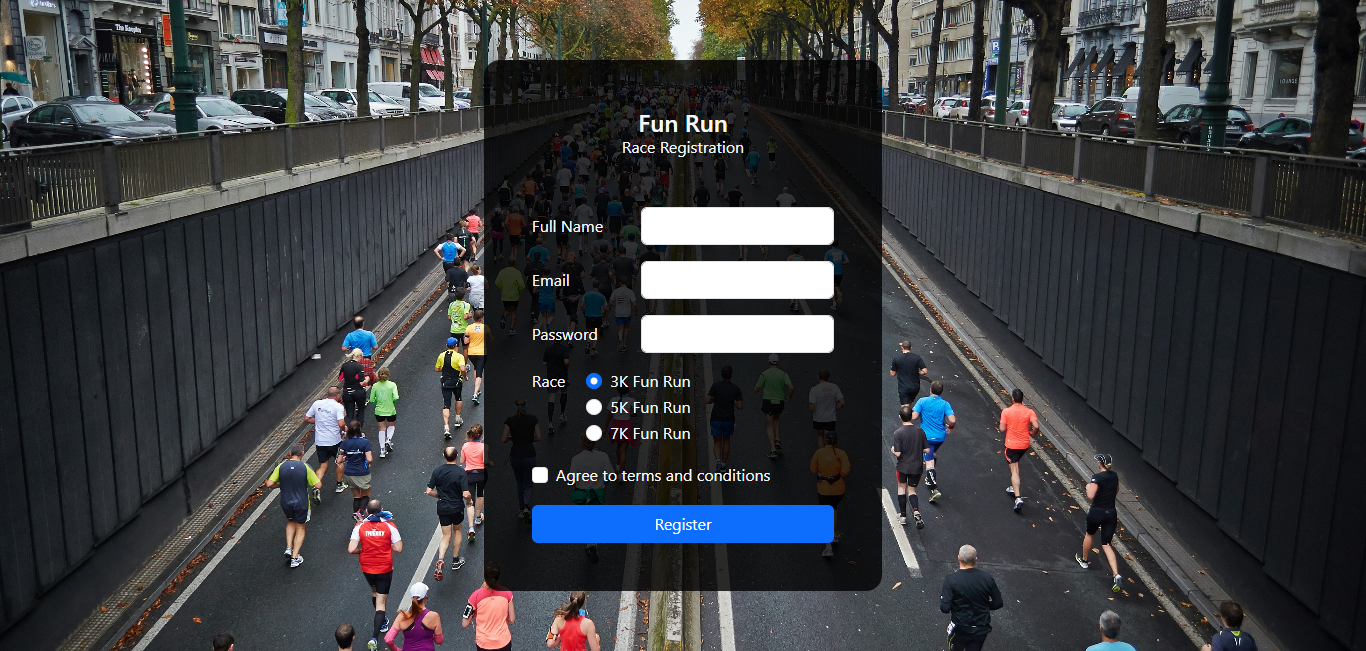 Fun Run
Race Registration
Full Name
Email
Password
Race
3K Fun Run
5K Fun Run
7K Fun Run
Agree to terms and conditions
Register